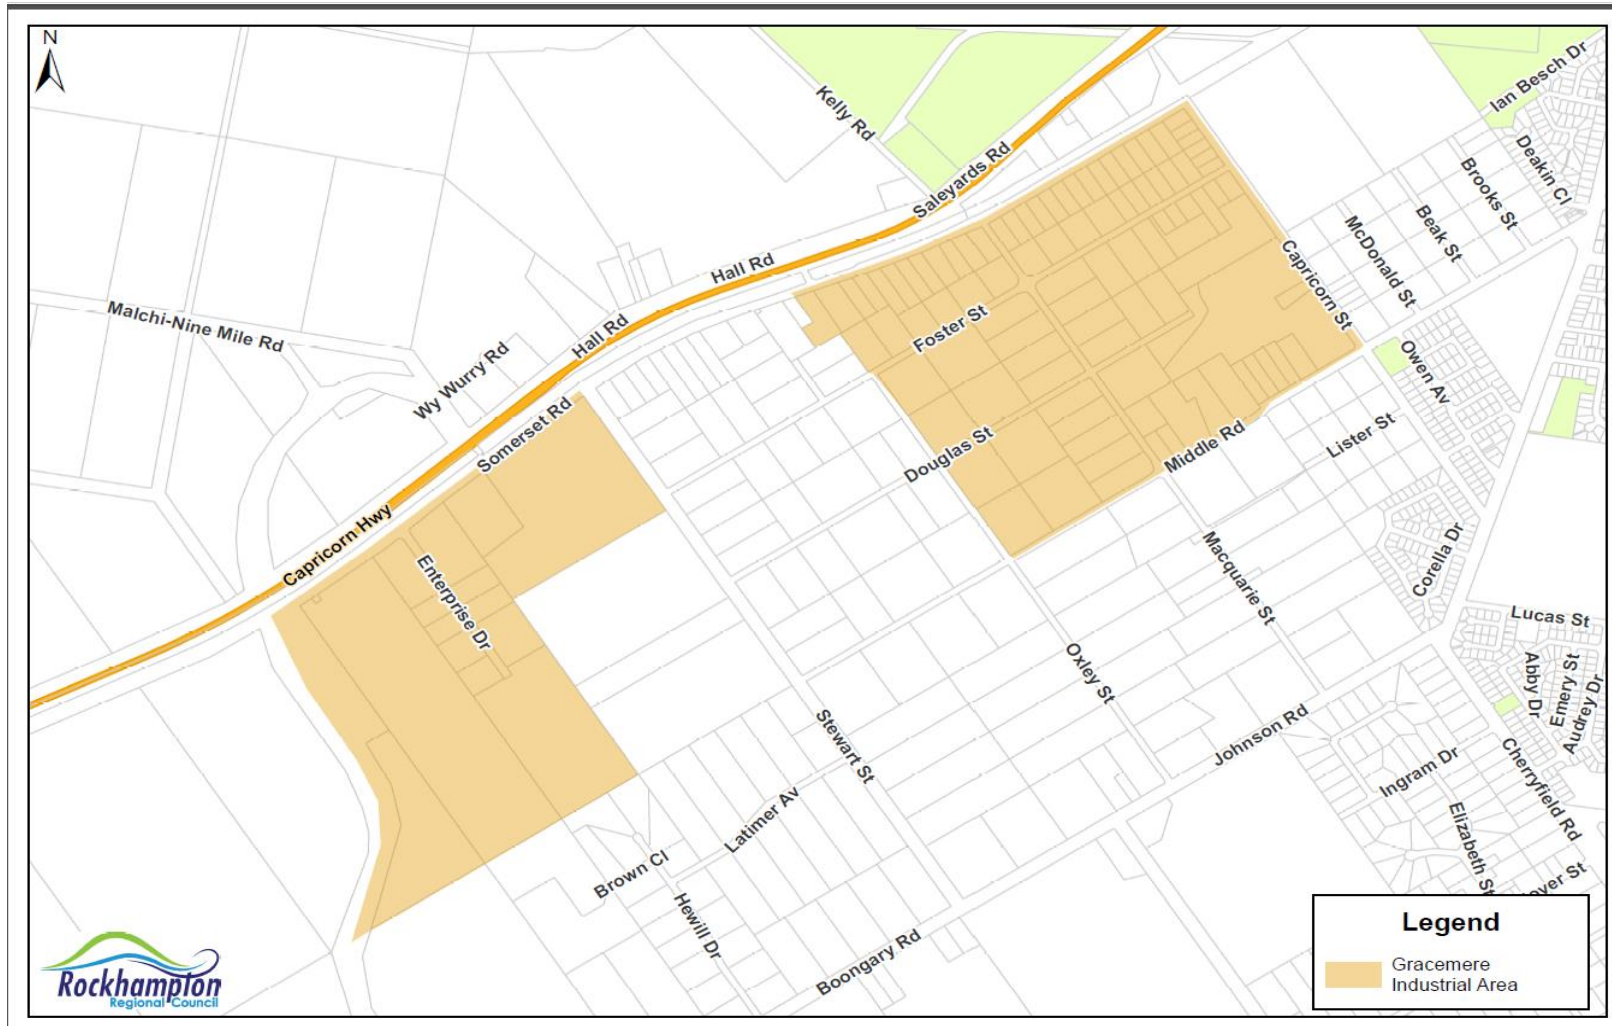 N
Ian Besch Dr
Kelly Rd
Deakin Cl
Brooks St
Saleyards Rd
Beak St
McDonald St
Capricorn St
Hall Rd
Malchi-Nine Mile Rd
Foster St
Hall Rd
Wy Wurry Rd
Owen Av
Somerset Rd
Lister St
Middle Rd
Douglas St
Capricorn Hwy
Corella Dr
Enterprise Dr
Macquarie St
Lucas St
Oxley St
Abby Dr
Emery St
Audrey Dr
Stewart St
Johnson Rd
Ingram Dr
Cherryfield Rd
Latimer Av
Elizabeth St
Brown Cl
Hewill Dr
Boongary Rd
Legend
Gracemere
Industrial Area
Rockhampton
Regional Council